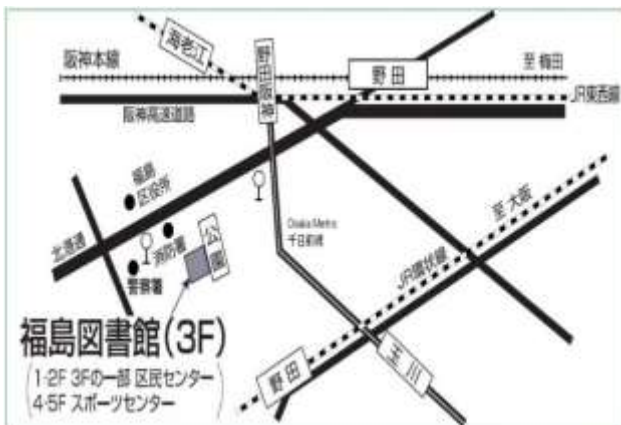 海老江
野田阪神
阪神本線
野田
至 梅田
JR東西線
阪神高速道路
福島
区役所
北港通
消防署
公園
警察署
Osaka Metro
千日前線
至 大阪
JR環状線
玉川
野田
福島図書館(3F)
(1・2F 3Fの一部 区民センター
4・5F スポーツセンター)